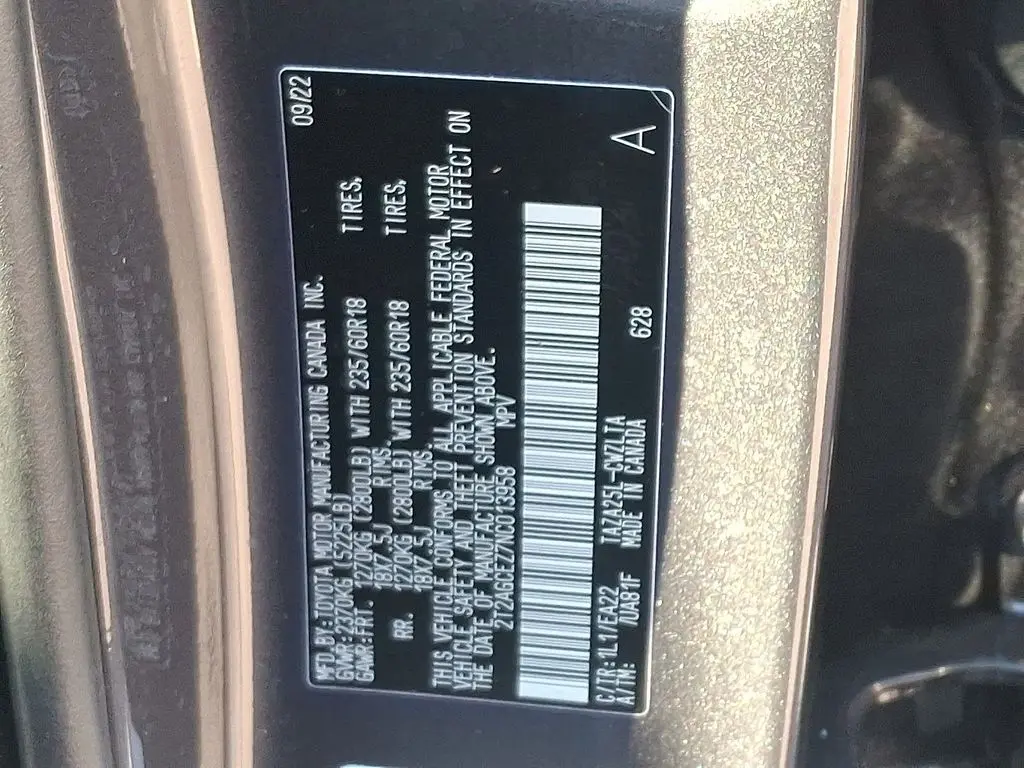 MFD.BY:TOYOTA MOTOR MANUFACTURING CANADA INC. 09/22
GVWR:2370KG(5225LB)
GAWR:FRT. 1270KG(2800LB)WITH 235/60R18 TIRES.
18X7.5J RIMS.
RR. 1270KG(2800LB)WITH 235/60R18 TIRES.
18X7.5J RIMS.
THIS VEHICLE CONFORMS TO ALL APPLICABLE FEDERAL MOTOR
VEHICLE SAFETY AND THEFT PREVENTION STANDARDS IN EFFECT ON
THE DATE OF MANUFACTURE SHOWN ABOVE.
2T2AGCEZ7NC013958 MPV
C/TR:1L7/EA22 TAZA25L-CWZLTA
A/TM: /0AB1F MADE IN CANADA
628
A